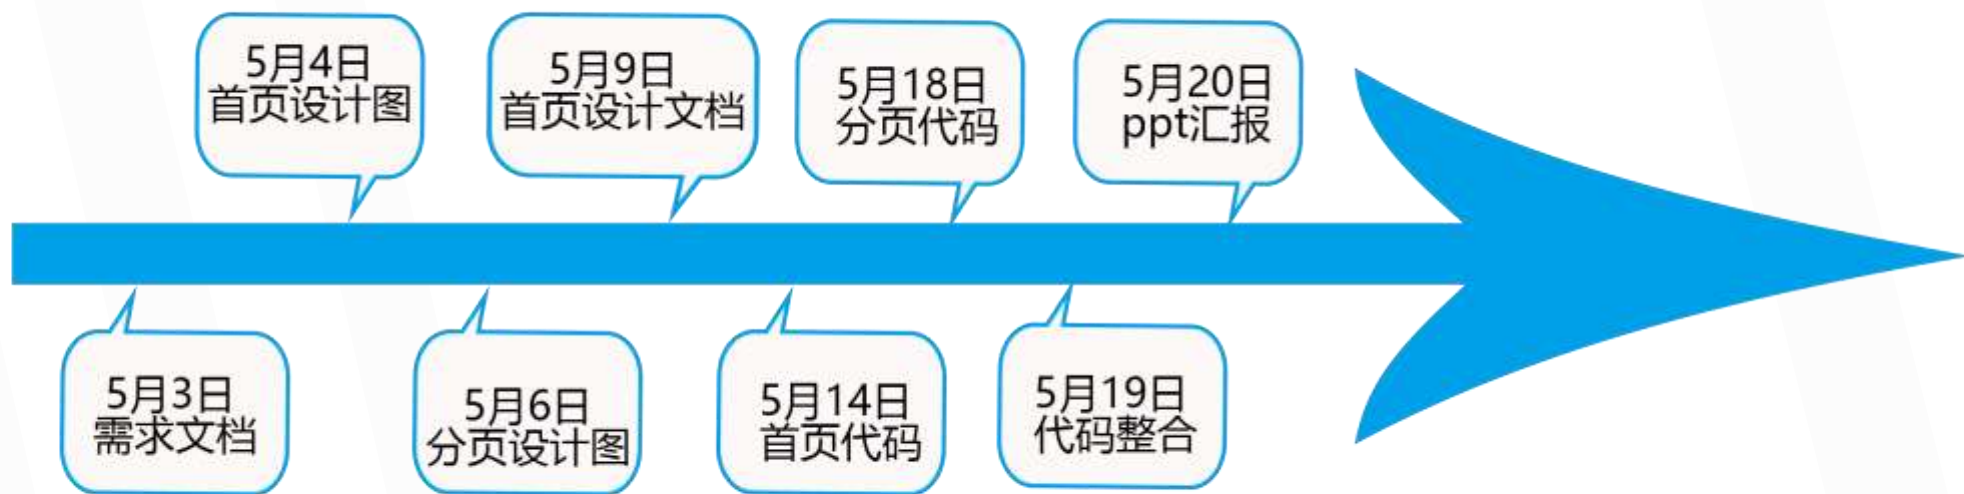 5月4日
首页设计图
5月9日
首页设计文档
5月18日
分页代码
5月20日
ppt汇报
5月3日
需求文档
5月6日
分页设计图
5月14日
首页代码
5月19日
代码整合